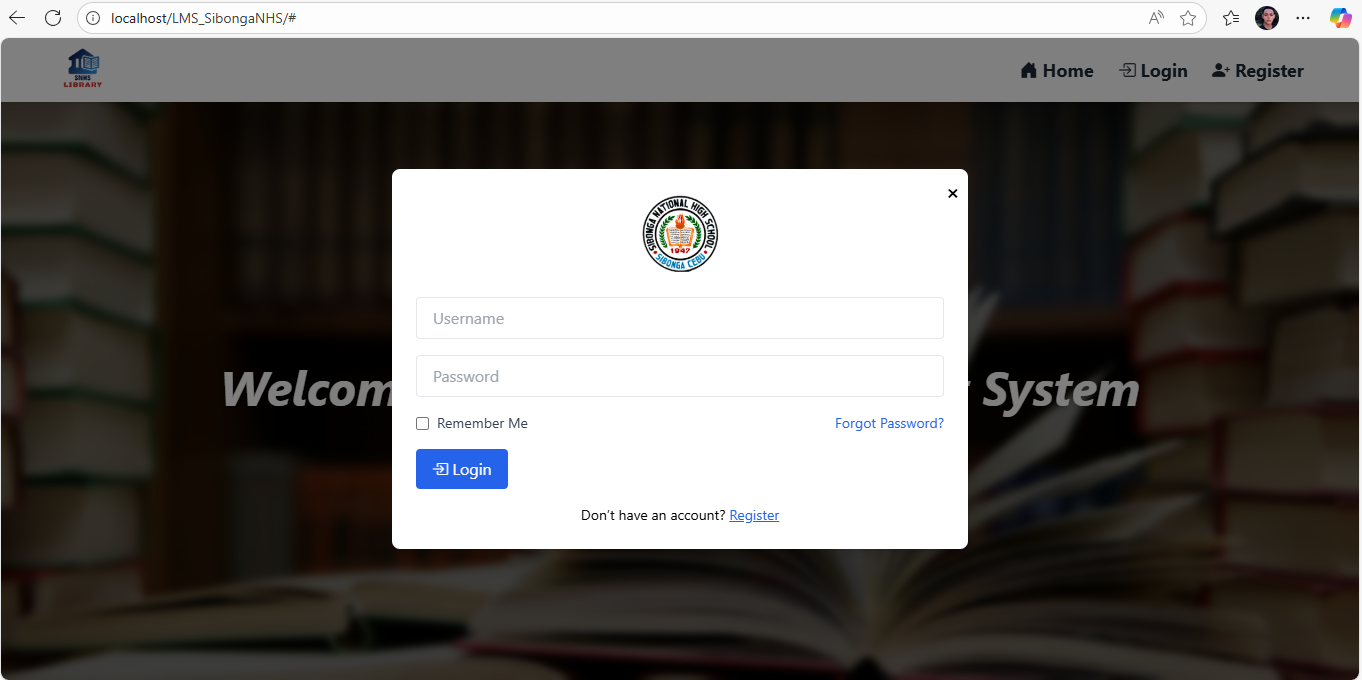 localhost/LMS_SibongaNHS/#
SNHS
LIBRARY
Home
Login
Register
SIBONGA NATIONAL HIGH SCHOOL
1947
SIBONGA CEBU
Username
Password
Welcom
System
Remember Me
Forgot Password?
Login
Don't have an account? Register